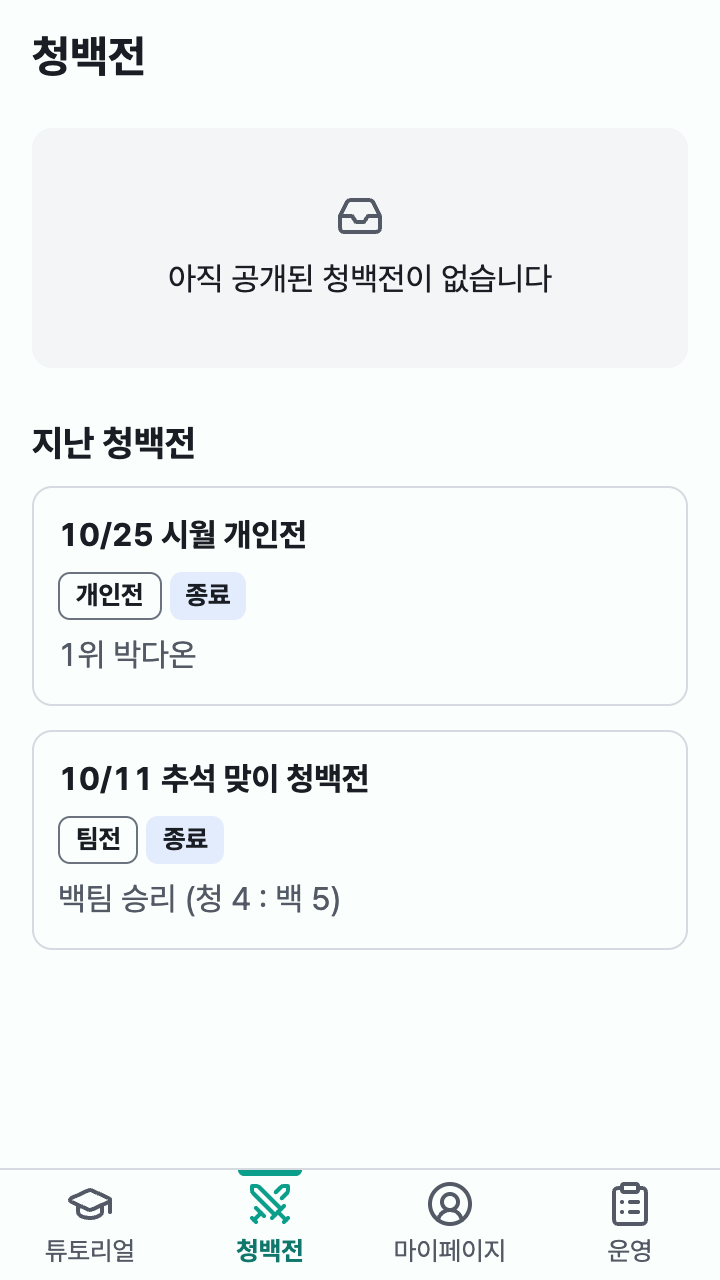 청백전
아직 공개된 청백전이 없습니다
지난 청백전
10/25 시월 개인전
개인전 종료
1위 박다온
10/11 추석 맞이 청백전
팀전 종료
백팀 승리 (청 4 : 백 5)
튜토리얼 청백전 마이페이지 운영